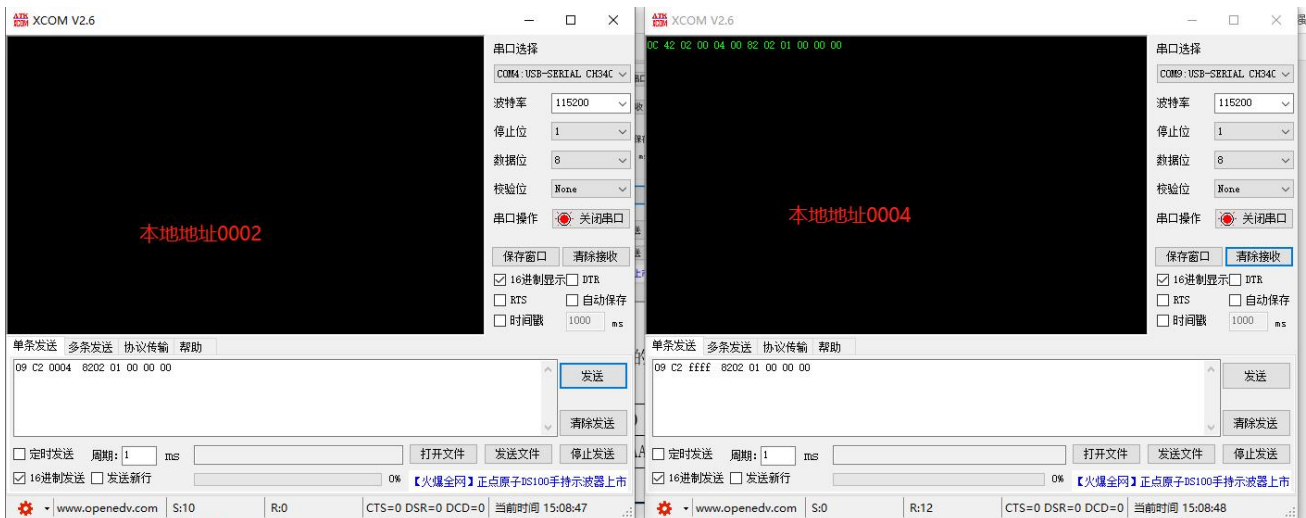 XCOM V2.6
串口选择
COM4:USB-SERIAL CH34C
波特率 115200
停止位 1
数据位 8
校验位 None
串口操作 关闭串口
本地地址0002
保存窗口 清除接收
16进制显示 DTR
RTS 自动保存
时间戳 1000 ms
单条发送 多条发送 协议传输 帮助
09 C2 0004 8202 01 00 00 00
发送
清除发送
定时发送 周期: 1 ms 打开文件 发送文件 停止发送
16进制发送 发送新行 0% 【火爆全网】正点原子DS100手持示波器上市
www.openedv.com S:10 R:0 CTS=0 DSR=0 DCD=0 当前时间 15:08:47
XCOM V2.6
0C 42 02 00 04 00 82 02 01 00 00 00
串口选择
COM9:USB-SERIAL CH34C
波特率 115200
停止位 1
数据位 8
校验位 None
串口操作 关闭串口
本地地址0004
保存窗口 清除接收
16进制显示 DTR
RTS 自动保存
时间戳 1000 ms
单条发送 多条发送 协议传输 帮助
09 C2 ffff 8202 01 00 00 00
发送
清除发送
定时发送 周期: 1 ms 打开文件 发送文件 停止发送
16进制发送 发送新行 0% 【火爆全网】正点原子DS100手持示波器上市
www.openedv.com S:0 R:12 CTS=0 DSR=0 DCD=0 当前时间 15:08:48